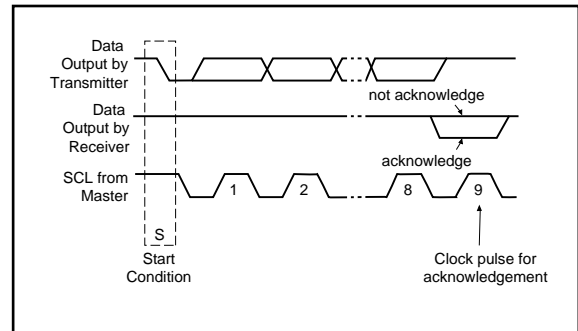 Data
Output by
Transmitter
not acknowledge
Data
Output by
Receiver
acknowledge
SCL from
Master
1
2
8
9
S
Start
Condition
Clock pulse for
acknowledgement